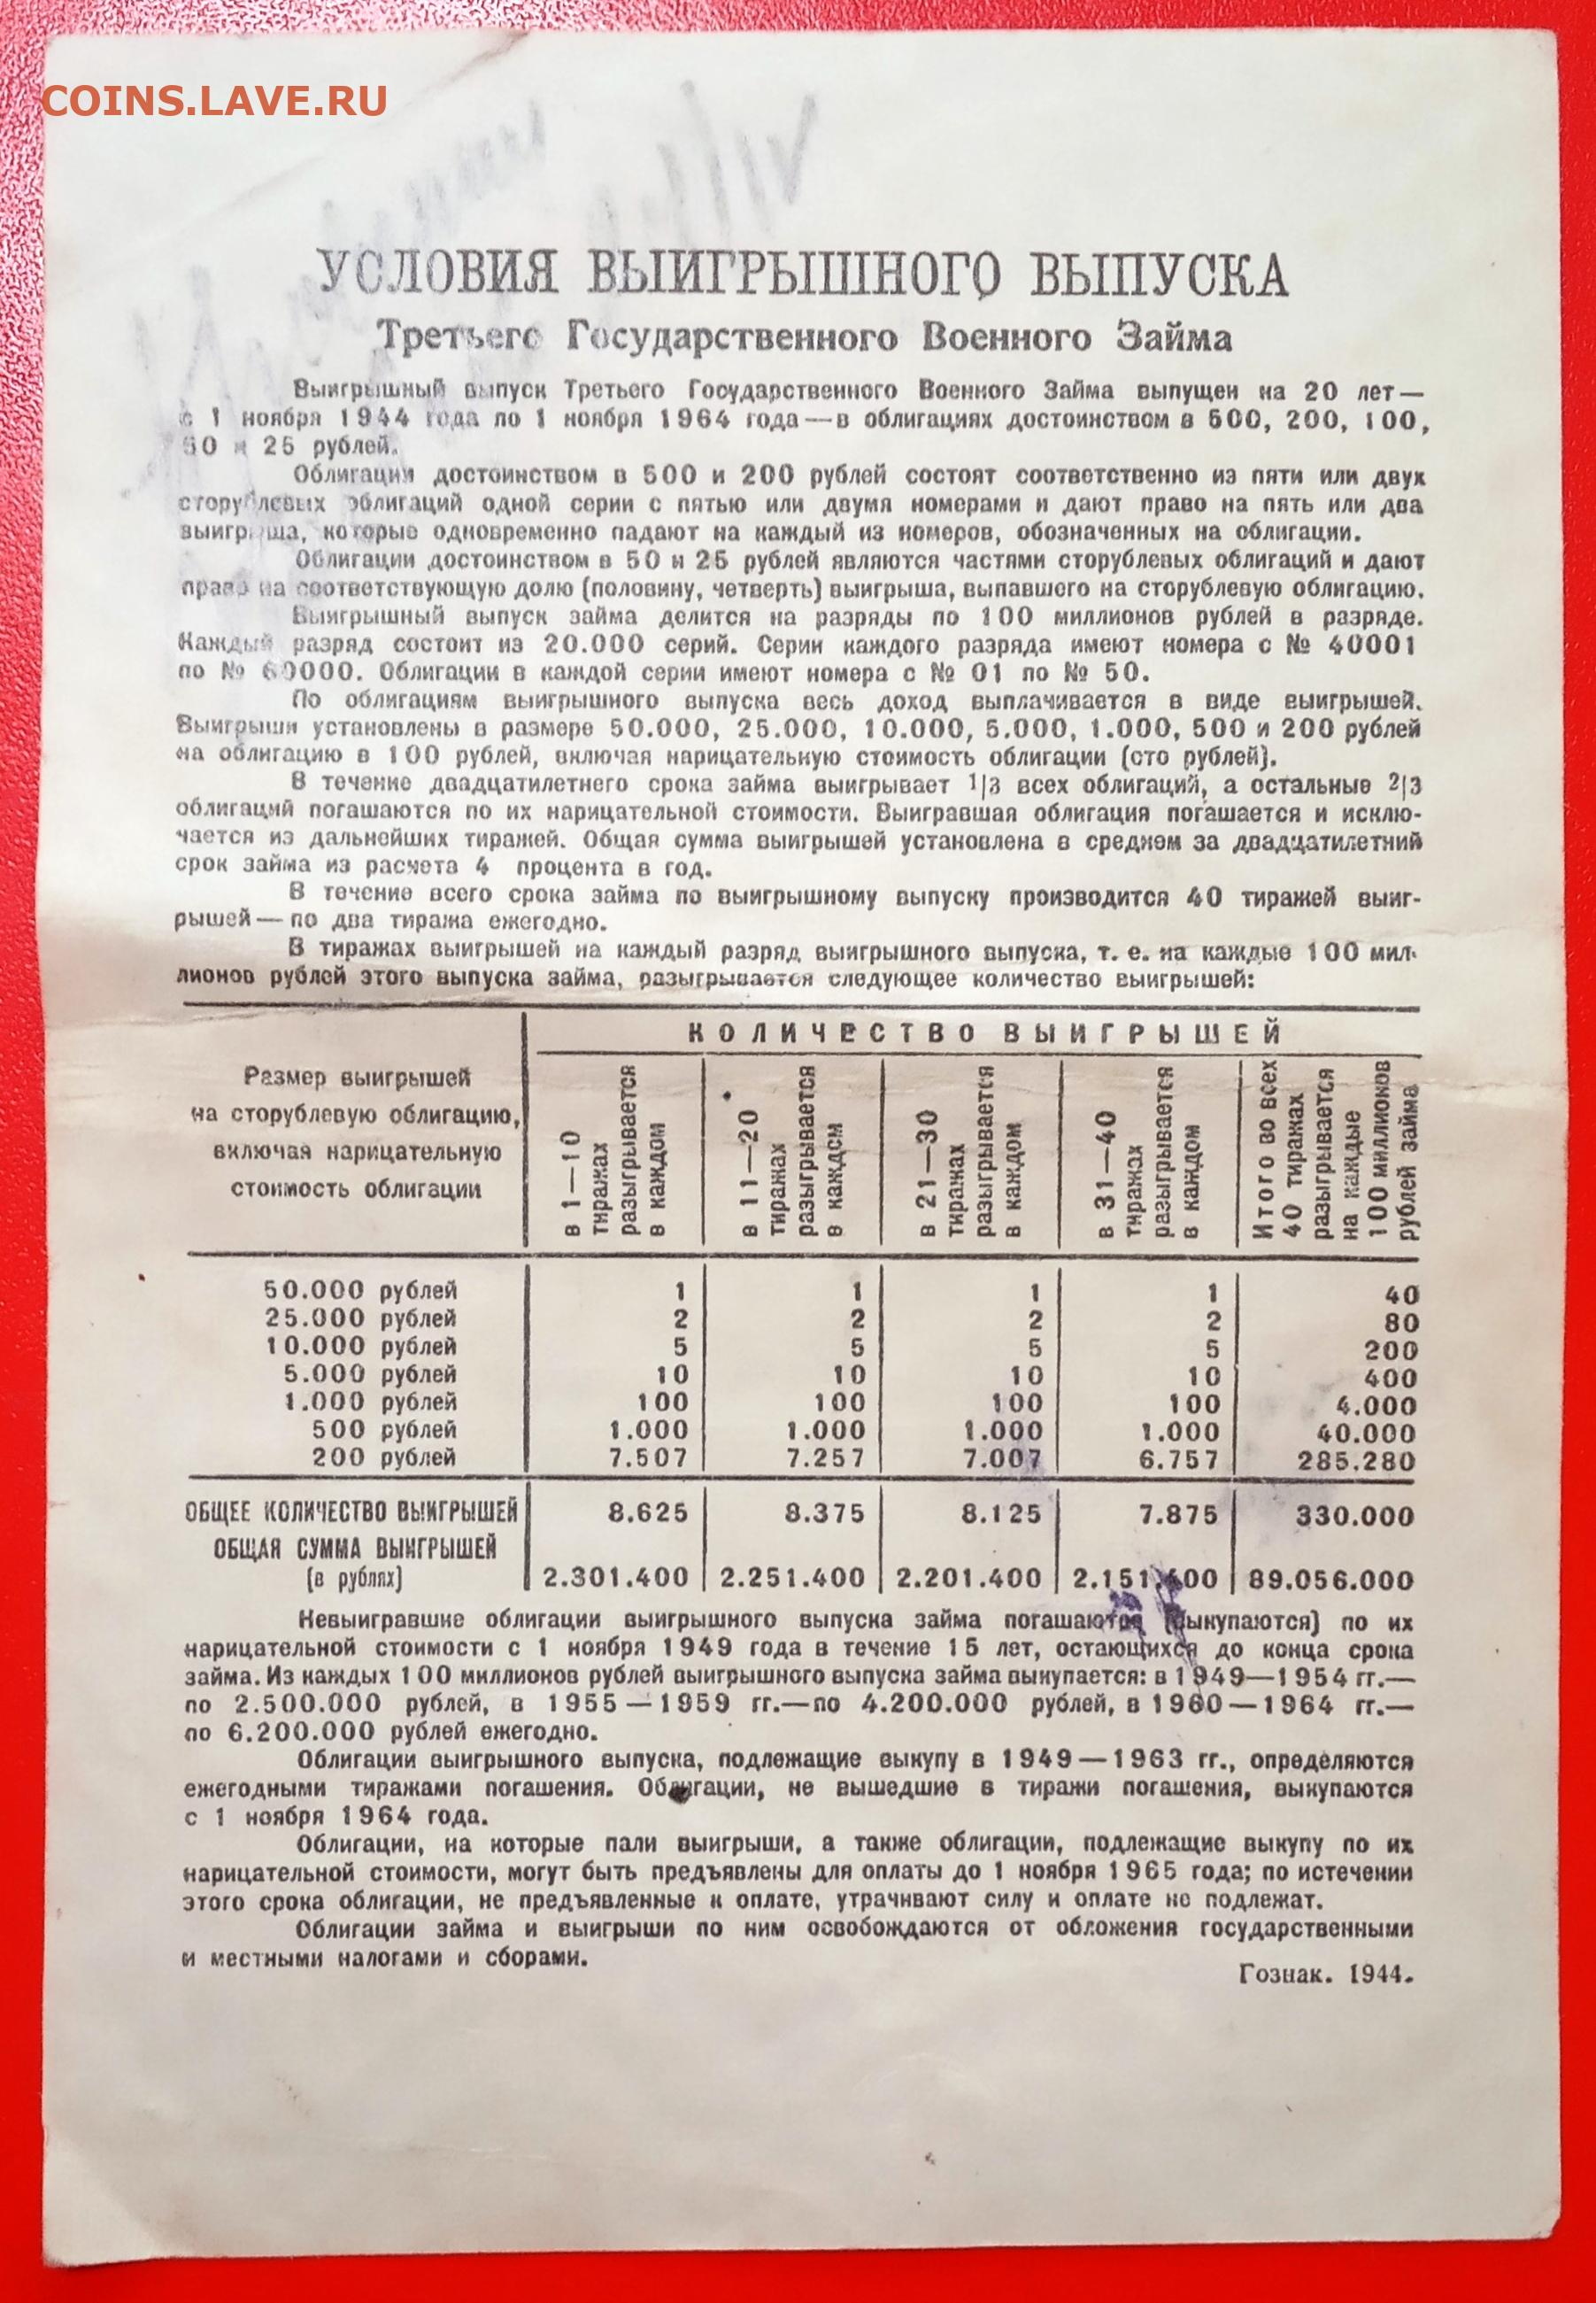 COINS.LAVE.RU
УСЛОВИЯ ВЫИГРЫШНОГО ВЫПУСКА
Третьего Государственного Военного Займа
Выигрышный выпуск Третьего Государственного Военного Займа выпущен на 20 лет—
с 1 ноября 1944 года по 1 ноября 1964 года—в облигациях достоинством в 500, 200, 100,
50 и 25 рублей.
Облигации достоинством в 500 и 200 рублей состоят соответственно из пяти или двух
сторублевых облигаций одной серии с пятью или двумя номерами и дают право на пять или два
выигрыша, которые одновременно падают на каждый из номеров, обозначенных на облигации.
Облигации достоинством в 50 и 25 рублей являются частями сторублевых облигаций и дают
право на соответствующую долю (половину, четверть) выигрыша, выпавшего на сторублевую облигацию.
Выигрышный выпуск займа делится на разряды по 100 миллионов рублей в разряде.
Каждый разряд состоит из 20.000 серий. Серии каждого разряда имеют номера с № 40001
по № 60000. Облигации в каждой серии имеют номера с № 01 по № 50.
По облигациям выигрышного выпуска весь доход выплачивается в виде выигрышей.
Выигрыши установлены в размере 50.000, 25.000, 10.000, 5.000, 1.000, 500 и 200 рублей
на облигацию в 100 рублей, включая нарицательную стоимость облигации (сто рублей).
В течение двадцатилетнего срока займа выигрывает 1/3 всех облигаций, а остальные 2/3
облигаций погашаются по их нарицательной стоимости. Выигравшая облигация погашается и исклю-
чается из дальнейших тиражей. Общая сумма выигрышей установлена в среднем за двадцатилетний
срок займа из расчета 4 процента в год.
В течение всего срока займа по выигрышному выпуску производится 40 тиражей выиг-
рышей—по два тиража ежегодно.
В тиражах выигрышей на каждый разряд выигрышного выпуска, т. е. на каждые 100 мил-
лионов рублей этого выпуска займа, разыгрывается следующее количество выигрышей:
Размер выигрышей
на сторублевую облигацию,
включая нарицательную
стоимость облигации
КОЛИЧЕСТВО ВЫИГРЫШЕЙ
в 1—10
тиражах
разыгрывается
в каждом
в 11—20
тиражах
разыгрывается
в каждом
в 21—30
тиражах
разыгрывается
в каждом
в 31—40
тиражах
разыгрывается
в каждом
Итого во всех
40 тиражах
разыгрывается
на каждые
100 миллионов
рублей займа
50.000 рублей 1 1 1 1 40
25.000 рублей 2 2 2 2 80
10.000 рублей 5 5 5 5 200
5.000 рублей 10 10 10 10 400
1.000 рублей 100 100 100 100 4.000
500 рублей 1.000 1.000 1.000 1.000 40.000
200 рублей 7.507 7.257 7.007 6.757 285.280
ОБЩЕЕ КОЛИЧЕСТВО ВЫИГРЫШЕЙ 8.625 8.375 8.125 7.875 330.000
ОБЩАЯ СУММА ВЫИГРЫШЕЙ
(в рублях) 2.301.400 2.251.400 2.201.400 2.151.400 89.056.000
Невыигравшие облигации выигрышного выпуска займа погашаются (выкупаются) по их
нарицательной стоимости с 1 ноября 1949 года в течение 15 лет, остающихся до конца срока
займа. Из каждых 100 миллионов рублей выигрышного выпуска займа выкупается: в 1949—1954 гг.—
по 2.500.000 рублей, в 1955—1959 гг.—по 4.200.000 рублей, в 1960—1964 гг.—
по 6.200.000 рублей ежегодно.
Облигации выигрышного выпуска, подлежащие выкупу в 1949—1963 гг., определяются
ежегодными тиражами погашения. Облигации, не вышедшие в тиражи погашения, выкупаются
с 1 ноября 1964 года.
Облигации, на которые пали выигрыши, а также облигации, подлежащие выкупу по их
нарицательной стоимости, могут быть предъявлены для оплаты до 1 ноября 1965 года; по истечении
этого срока облигации, не предъявленные к оплате, утрачивают силу и оплате не подлежат.
Облигации займа и выигрыши по ним освобождаются от обложения государственными
и местными налогами и сборами.
Гознак. 1944.